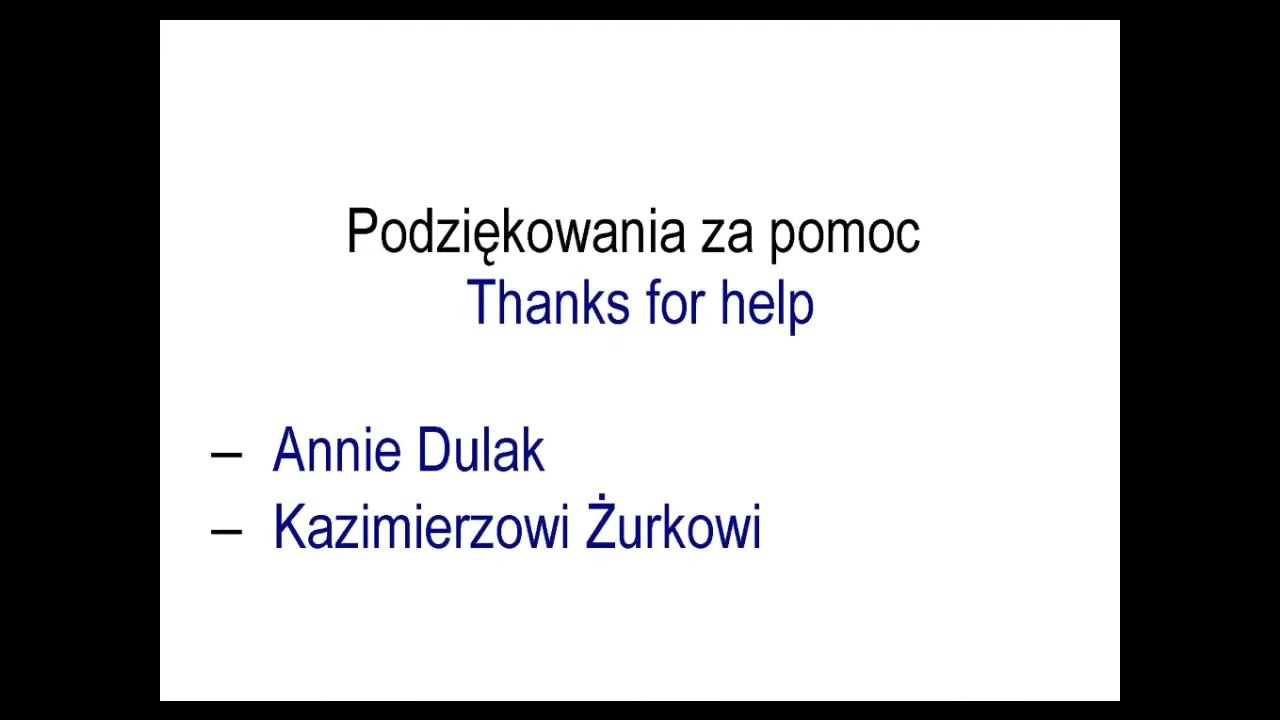 Podziękowania za pomoc
Thanks for help
– Annie Dulak
– Kazimierzowi Żurkowi